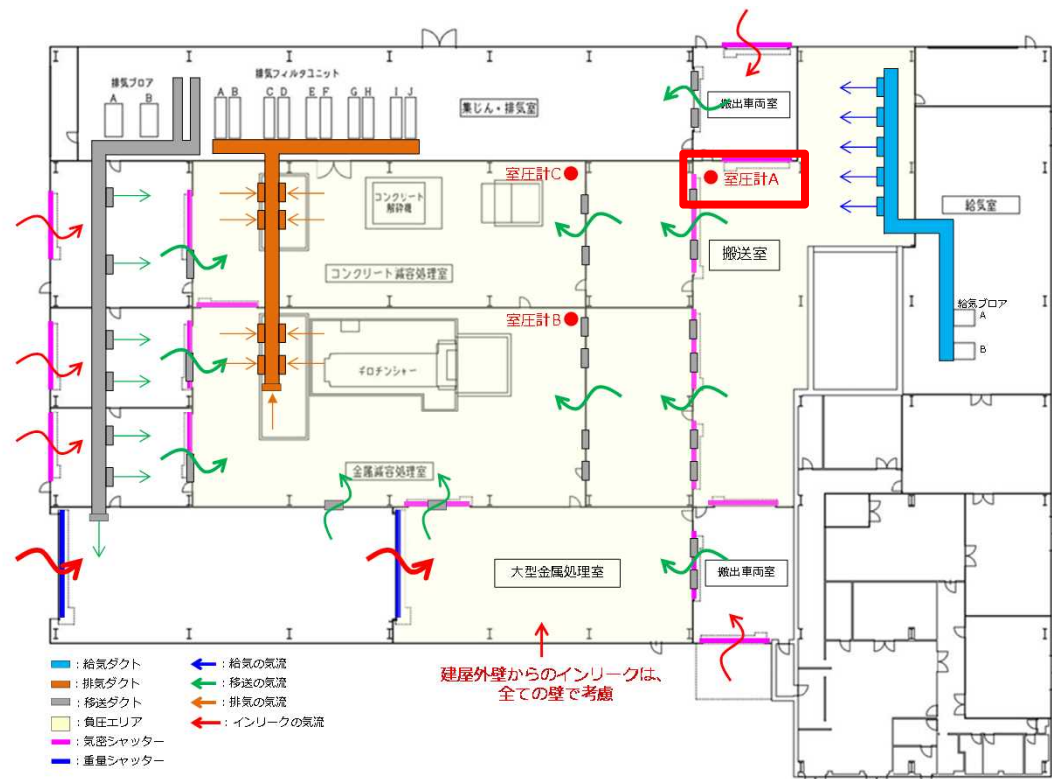 排気ブロア
A B
排気フィルタユニット
A B C D E F G H I J
集じん・排気室
搬出車両室
室圧計C
室圧計A
コンクリート
解砕機
給気室
搬送室
コンクリート減容処理室
給気ブロア
A
B
室圧計B
ギロチンシャー
金属減容処理室
大型金属処理室
搬出車両室
建屋外壁からのインリークは、
全ての壁で考慮
:給気ダクト
:排気ダクト
:移送ダクト
:負圧エリア
:気密シャッター
:重量シャッター
:給気の気流
:移送の気流
:排気の気流
:インリークの気流